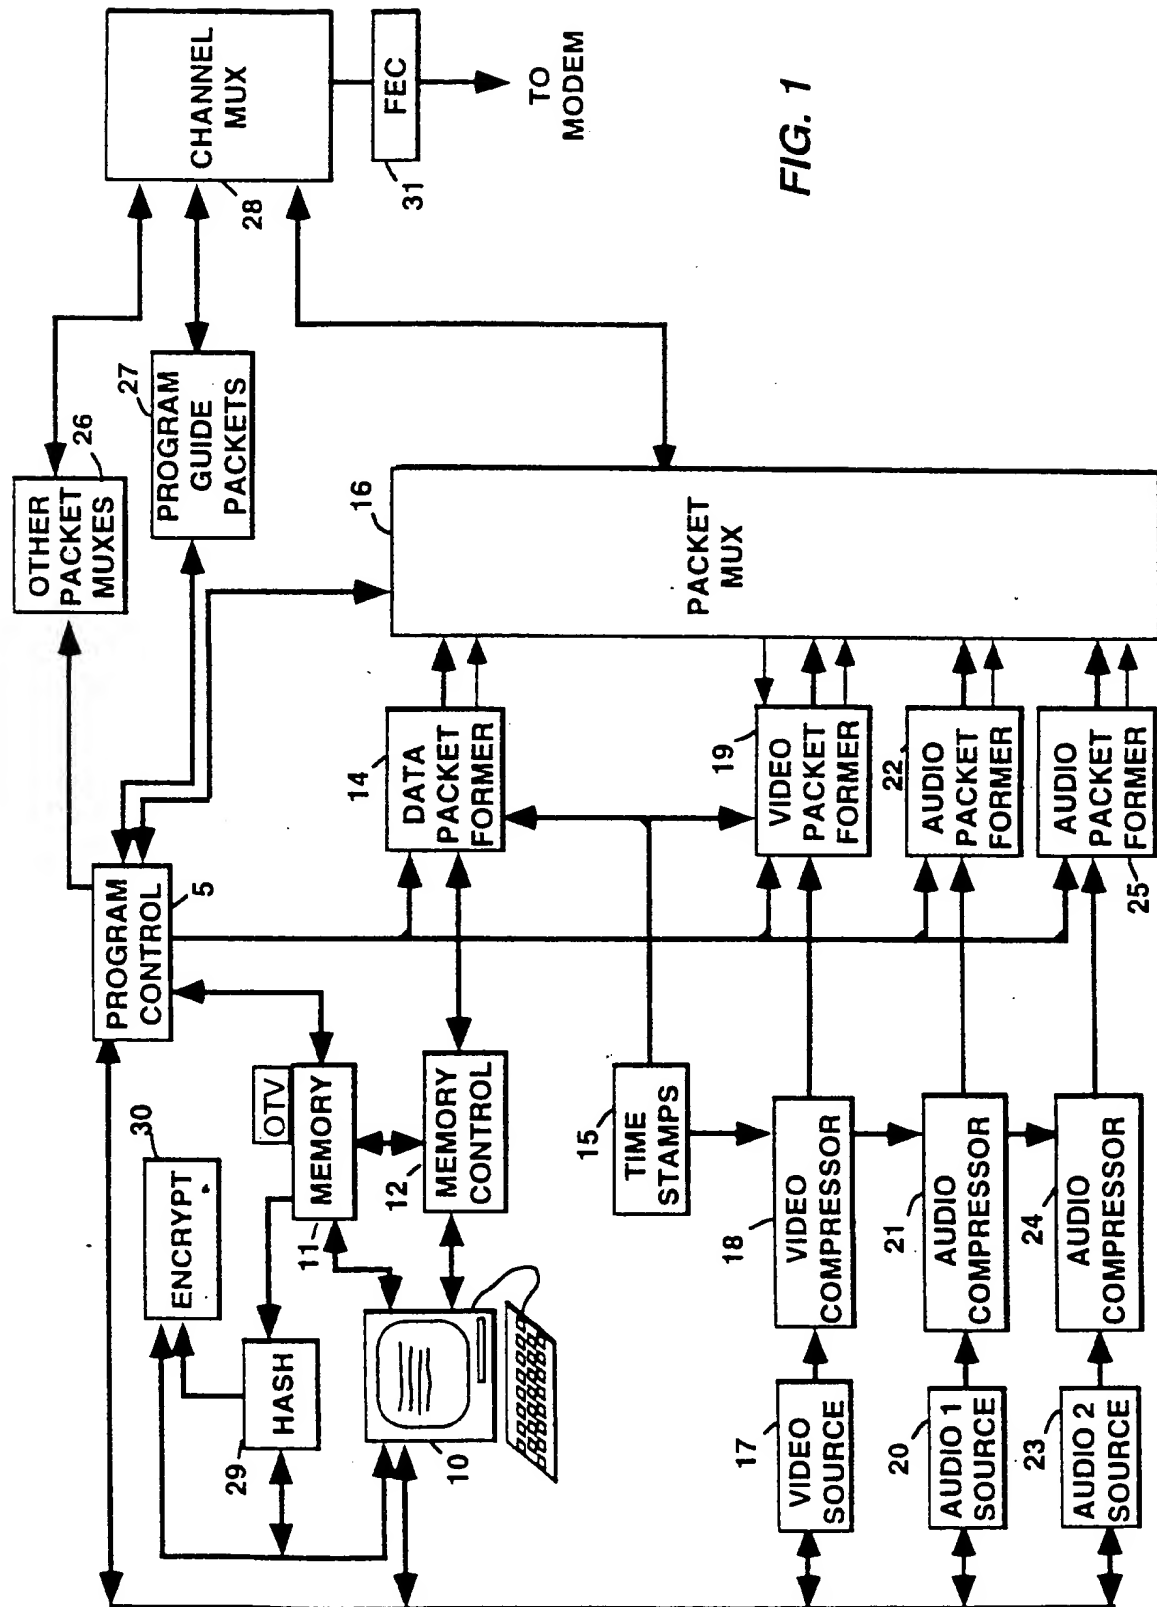 OTHER
PACKET
MUXES
26
PROGRAM
GUIDE
PACKETS
27
CHANNEL
MUX
28
FEC
31
TO
MODEM
FIG. 1
PROGRAM
CONTROL
5
30
ENCRYPT
HASH
29
OTV
MEMORY
11
MEMORY
CONTROL
12
10
DATA
PACKET
FORMER
14
15
TIME
STAMPS
16
PACKET
MUX
17
VIDEO
SOURCE
18
VIDEO
COMPRESSOR
19
VIDEO
PACKET
FORMER
20
AUDIO 1
SOURCE
21
AUDIO
COMPRESSOR
22
AUDIO
PACKET
FORMER
23
AUDIO 2
SOURCE
24
AUDIO
COMPRESSOR
AUDIO
PACKET
FORMER
25